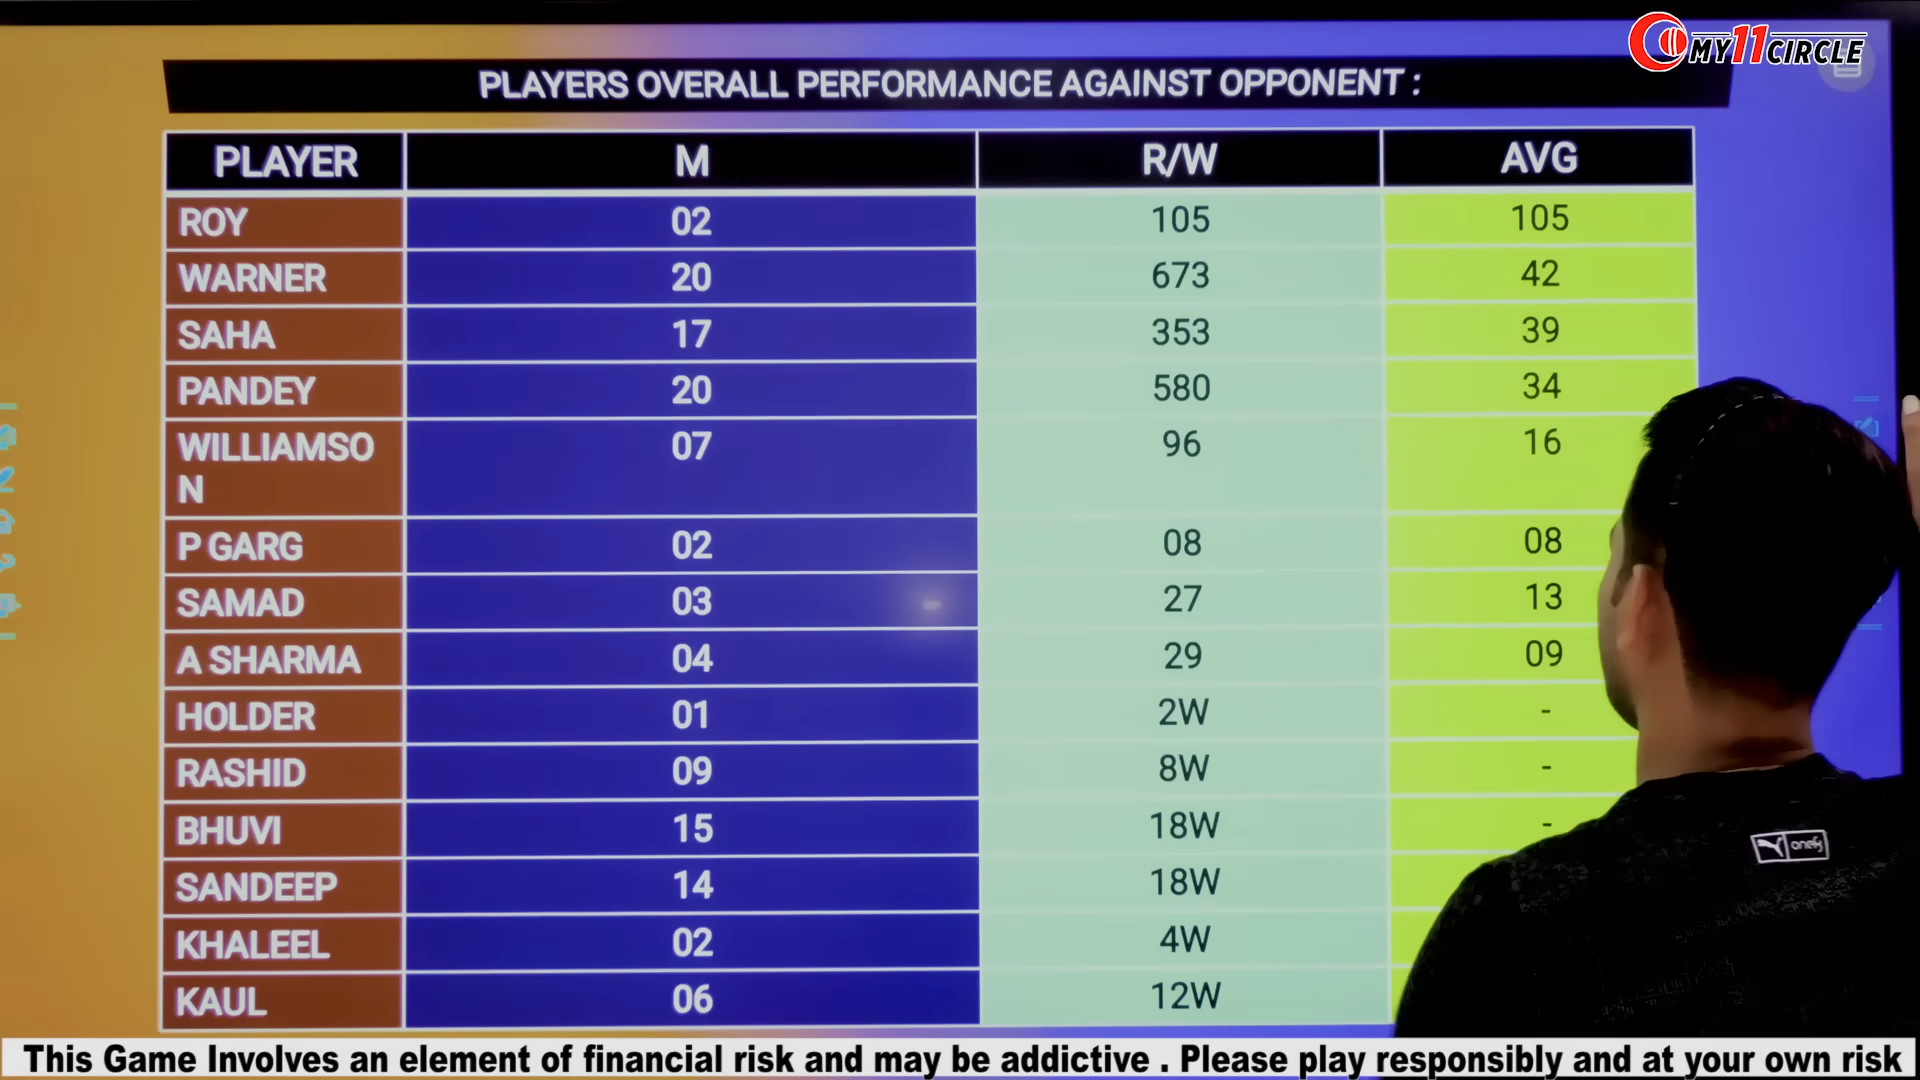 MY11CIRCLE
PLAYERS OVERALL PERFORMANCE AGAINST OPPONENT :
PLAYER M R/W AVG
ROY 02 105 105
WARNER 20 673 42
SAHA 17 353 39
PANDEY 20 580 34
WILLIAMSO 07 96 16
N
P GARG 02 08 08
SAMAD 03 27 13
A SHARMA 04 29 09
HOLDER 01 2W -
RASHID 09 8W -
BHUVI 15 18W -
SANDEEP 14 18W
KHALEEL 02 4W
KAUL 06 12W
one8
This Game Involves an element of financial risk and may be addictive . Please play responsibly and at your own risk